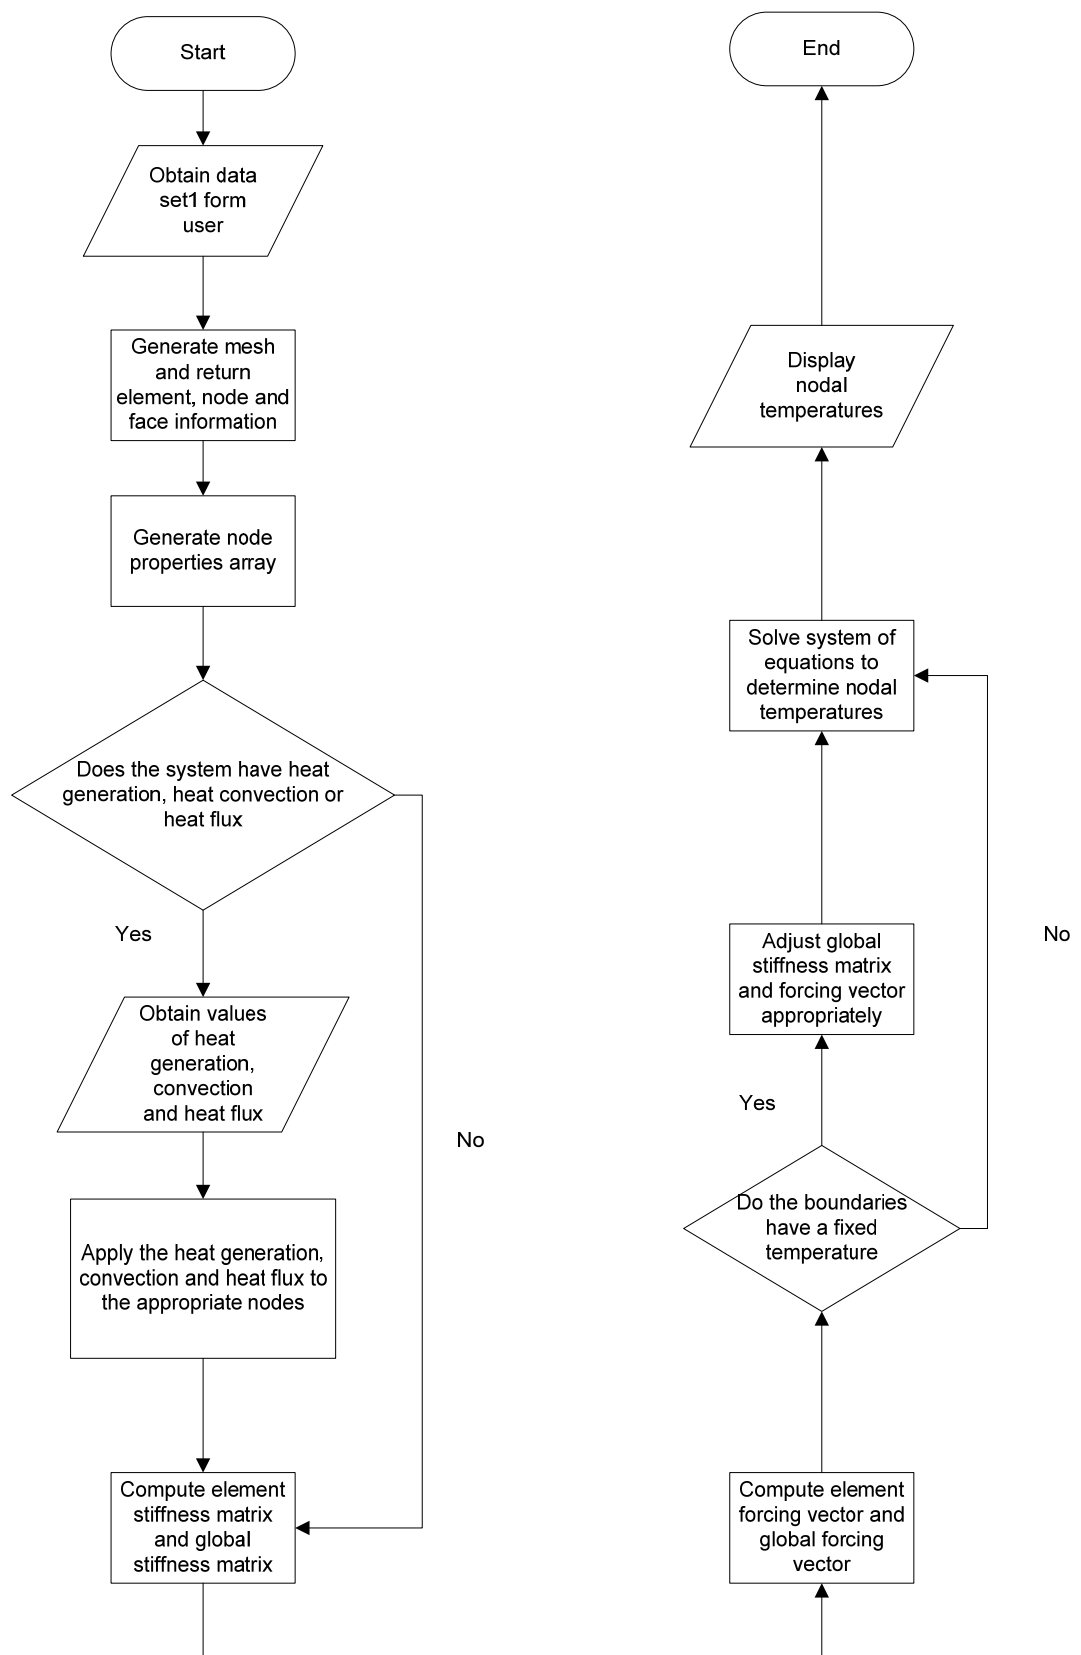 Start
Obtain data
set1 form
user
Generate mesh
and return
element, node and
face information
Generate node
properties array
Does the system have heat
generation, heat convection or
heat flux
Yes
Obtain values
of heat
generation,
convection
and heat flux
No
Apply the heat generation,
convection and heat flux to
the appropriate nodes
Compute element
stiffness matrix
and global
stiffness matrix
End
Display
nodal
temperatures
Solve system of
equations to
determine nodal
temperatures
Adjust global
stiffness matrix
and forcing vector
appropriately
No
Yes
Do the boundaries
have a fixed
temperature
Compute element
forcing vector and
global forcing
vector